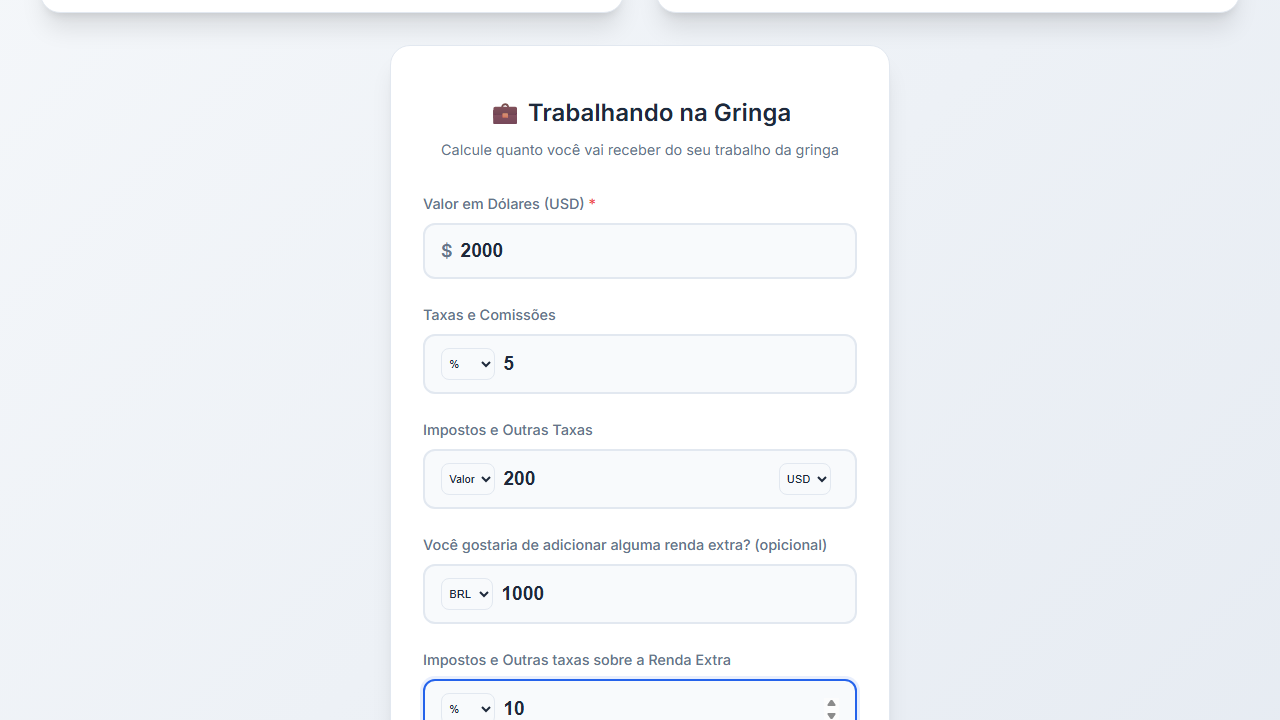 💼 Trabalhando na Gringa
Calcule quanto você vai receber do seu trabalho da gringa
Valor em Dólares (USD) *
$ 2000
Taxas e Comissões
% 5
Impostos e Outras Taxas
Valor 200 USD
Você gostaria de adicionar alguma renda extra? (opicional)
BRL 1000
Impostos e Outras taxas sobre a Renda Extra
% 10